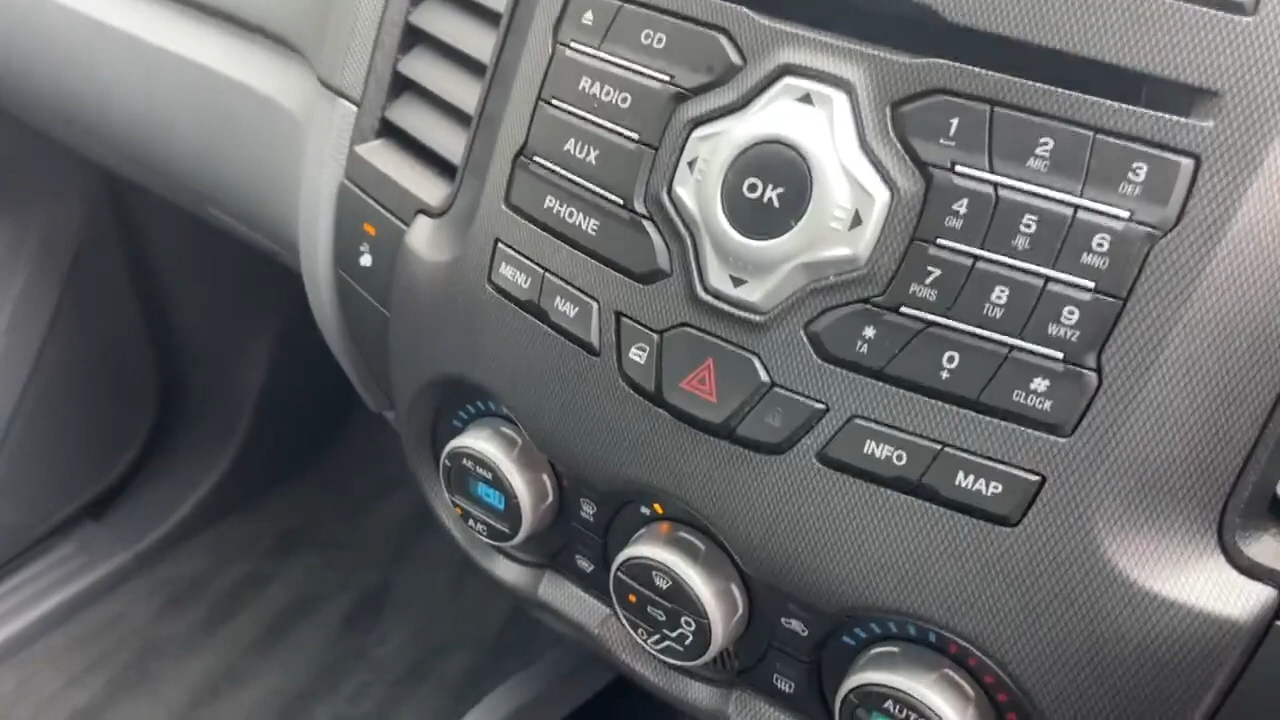 CD
RADIO
AUX
PHONE
MENU
NAV
OK
1
2
ABC
3
DEF
4
GHI
5
JKL
6
MNO
7
PQRS
8
TUV
9
WXYZ
*
TA
0
+
#
CLOCK
INFO
MAP
A/C MAX
A/C
MAX
AUTO